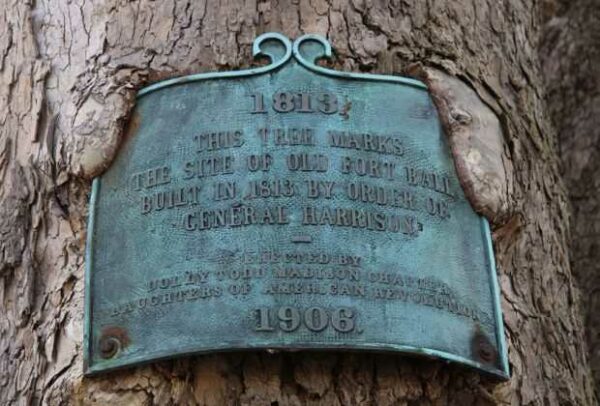 1813
THIS TREE MARKS
THE SITE OF OLD FORT BALL
BUILT IN 1813 BY ORDER OF
GENERAL HARRISON
ERECTED BY
DOLLY TODD MADISON CHAPTER
DAUGHTERS OF AMERICAN REVOLUTION
1906